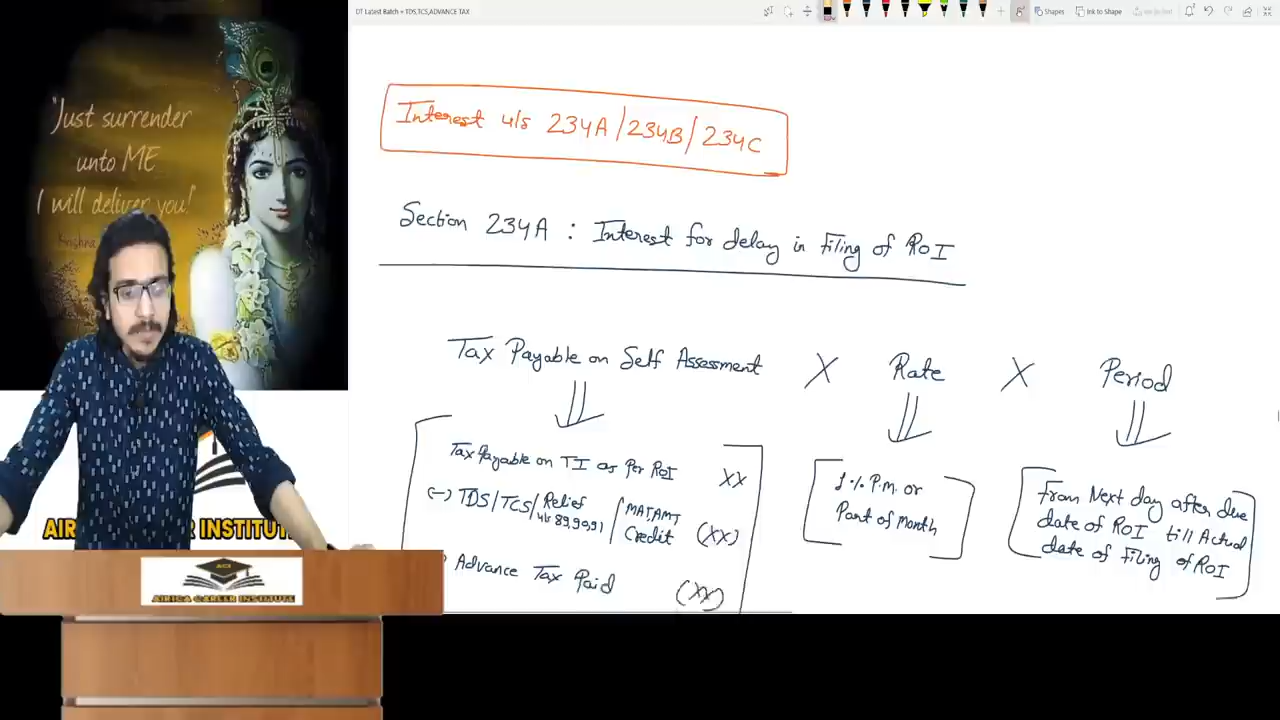 DT Latest Batch - TDS,TCS,ADVANCE TAX
Shapes
Ink to Shape
"Just surrender
unto ME
I will deliver you!"
Krishna
Interest u/s 234A / 234B / 234C
Section 234A : Interest for delay in Filing of RoI
Tax Payable on Self Assessment X Rate X Period
Tax Payable on TI as Per RoI XX
(-) TDS/TCS/Relief u/s 89,90,91 / MAT, AMT Credit (XX)
Advance Tax Paid (XX)
1% P.M. or
Part of Month
from Next day after due
date of RoI till Actual
date of Filing of RoI
ACI
AIRICA CAREER INSTITUTE